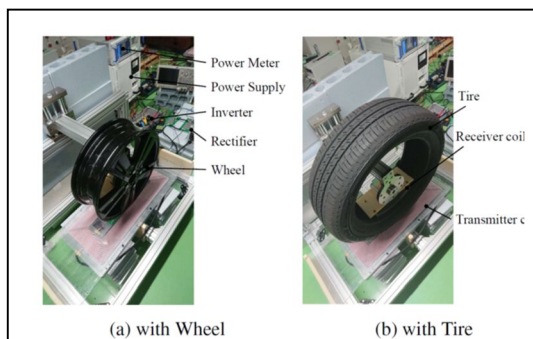 Power Meter
Power Supply
Inverter
Rectifier
Wheel
Tire
Receiver coil
Transmitter c
(a) with Wheel
(b) with Tire